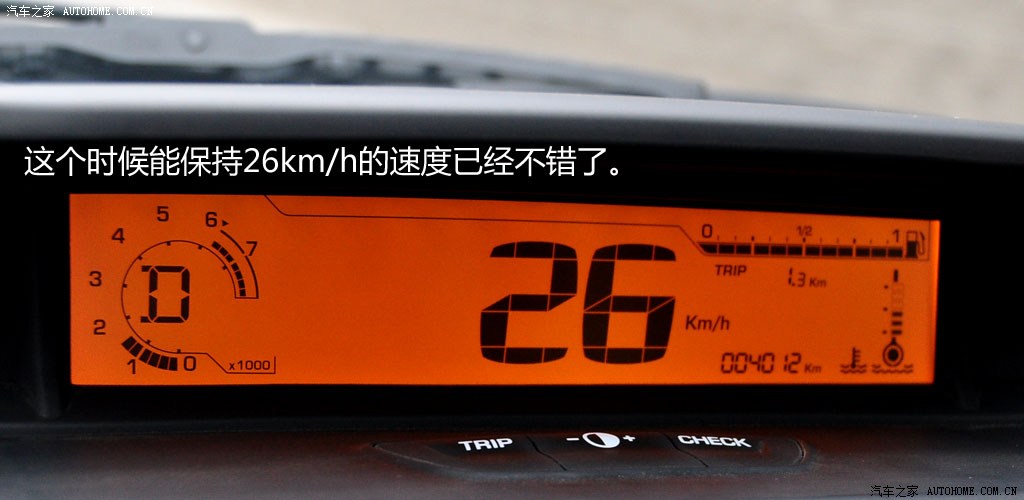 汽车之家 AUTOHOME.COM.CN
这个时候能保持26km/h的速度已经不错了。
5 6 7
4
3
2
1 0 x1000
D
26 Km/h
0 1/2 1
TRIP 1.3 Km
004012 Km
TRIP - + CHECK
汽车之家 AUTOHOME.COM.CN